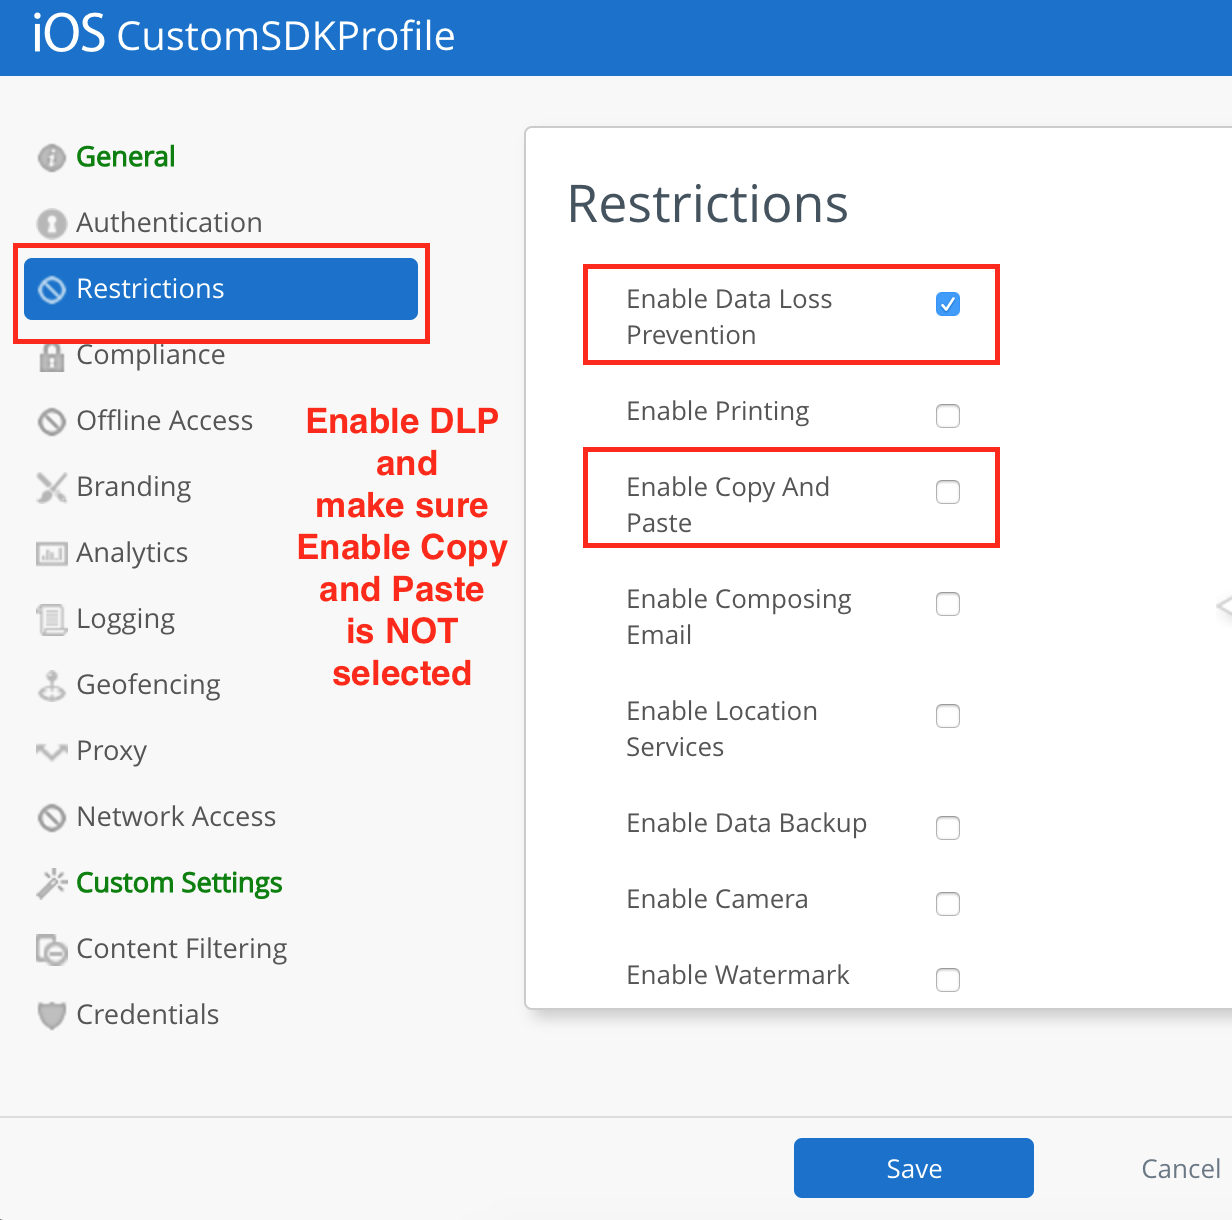 iOS CustomSDKProfile
General
Authentication
Restrictions
Compliance
Offline Access
Branding
Analytics
Logging
Geofencing
Proxy
Network Access
Custom Settings
Content Filtering
Credentials
Enable DLP
and
make sure
Enable Copy
and Paste
is NOT
selected
Restrictions
Enable Data Loss
Prevention
Enable Printing
Enable Copy And
Paste
Enable Composing
Email
Enable Location
Services
Enable Data Backup
Enable Camera
Enable Watermark
Save
Cancel